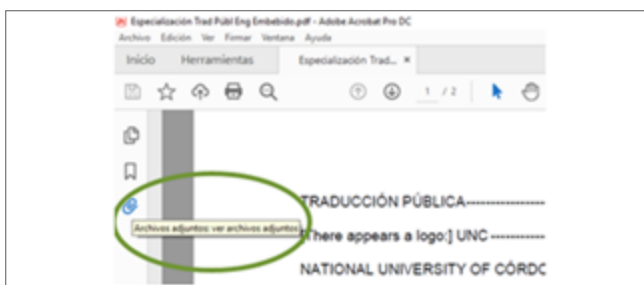 Especialización Trad Públ Eng Embebido.pdf - Adobe Acrobat Pro DC
Archivo Edición Ver Firmar Ventana Ayuda
Inicio Herramientas Especialización Trad... ×
1 / 2
TRADUCCIÓN PÚBLICA------------------
Archivos adjuntos: ver archivos adjuntos
There appears a logo:] UNC ------------
NATIONAL UNIVERSITY OF CÓRDO